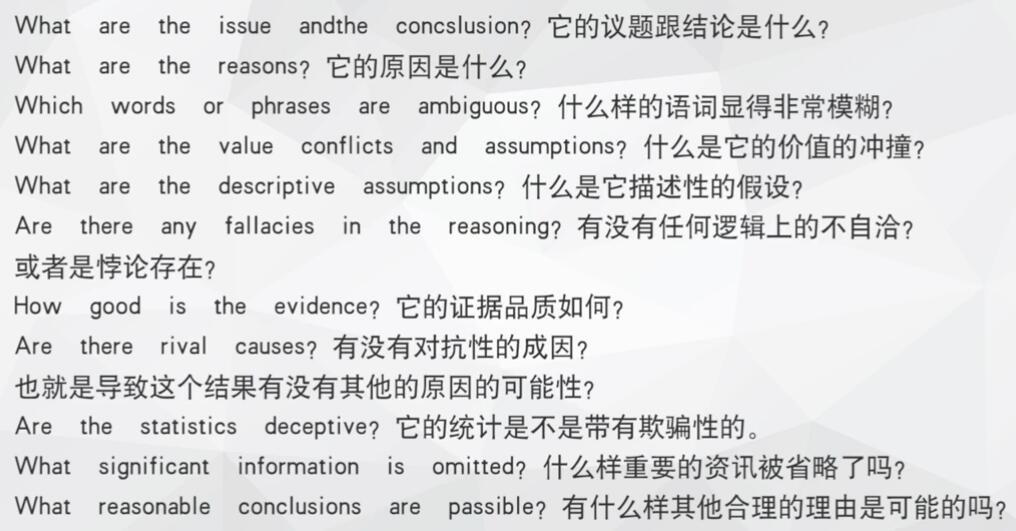 What are the issue andthe concslusion? 它的议题跟结论是什么?
What are the reasons? 它的原因是什么?
Which words or phrases are ambiguous? 什么样的语词显得非常模糊?
What are the value conflicts and assumptions? 什么是它的价值的冲撞?
What are the descriptive assumptions? 什么是它描述性的假设?
Are there any fallacies in the reasoning? 有没有任何逻辑上的不自洽?
或者是悖论存在?
How good is the evidence? 它的证据品质如何?
Are there rival causes? 有没有对抗性的成因?
也就是导致这个结果有没有其他的原因的可能性?
Are the statistics deceptive? 它的统计是不是带有欺骗性的。
What significant information is omitted? 什么样重要的资讯被省略了吗?
What reasonable conclusions are passible? 有什么样其他合理的理由是可能的吗?